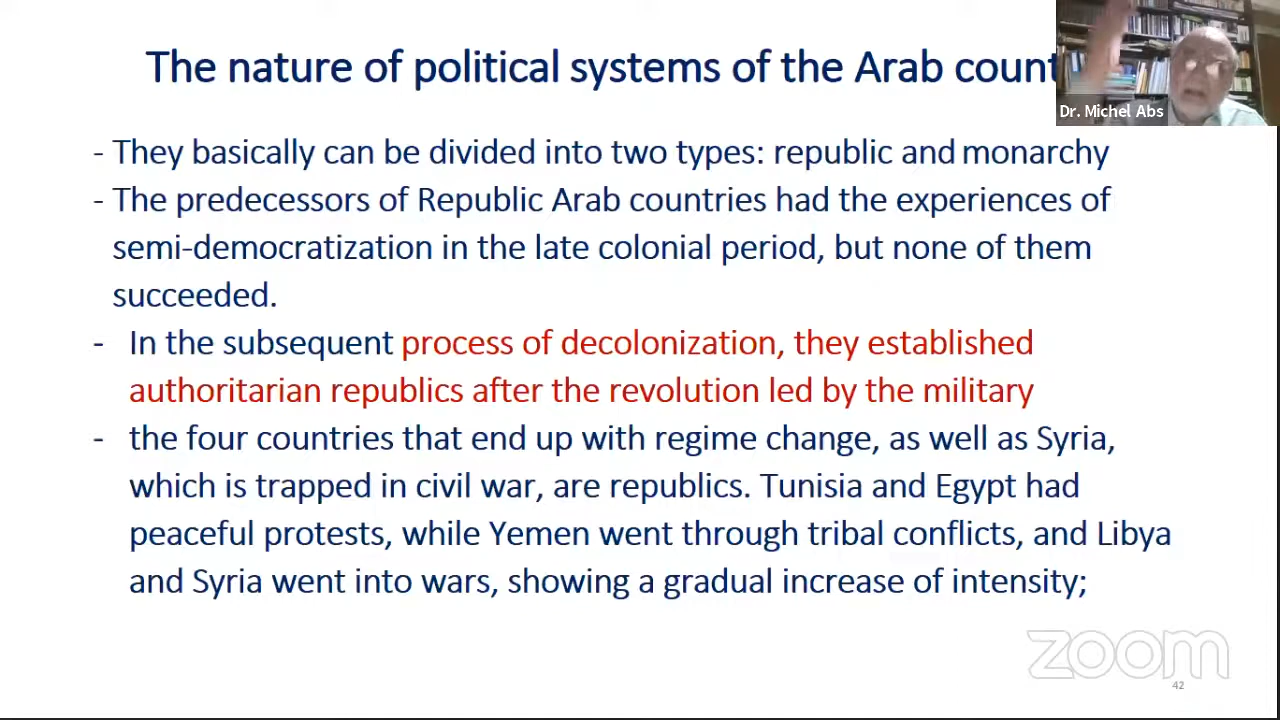 The nature of political systems of the Arab count
Dr. Michel Abs
- They basically can be divided into two types: republic and monarchy
- The predecessors of Republic Arab countries had the experiences of
semi-democratization in the late colonial period, but none of them
succeeded.
- In the subsequent process of decolonization, they established
authoritarian republics after the revolution led by the military
- the four countries that end up with regime change, as well as Syria,
which is trapped in civil war, are republics. Tunisia and Egypt had
peaceful protests, while Yemen went through tribal conflicts, and Libya
and Syria went into wars, showing a gradual increase of intensity;
zoom
42